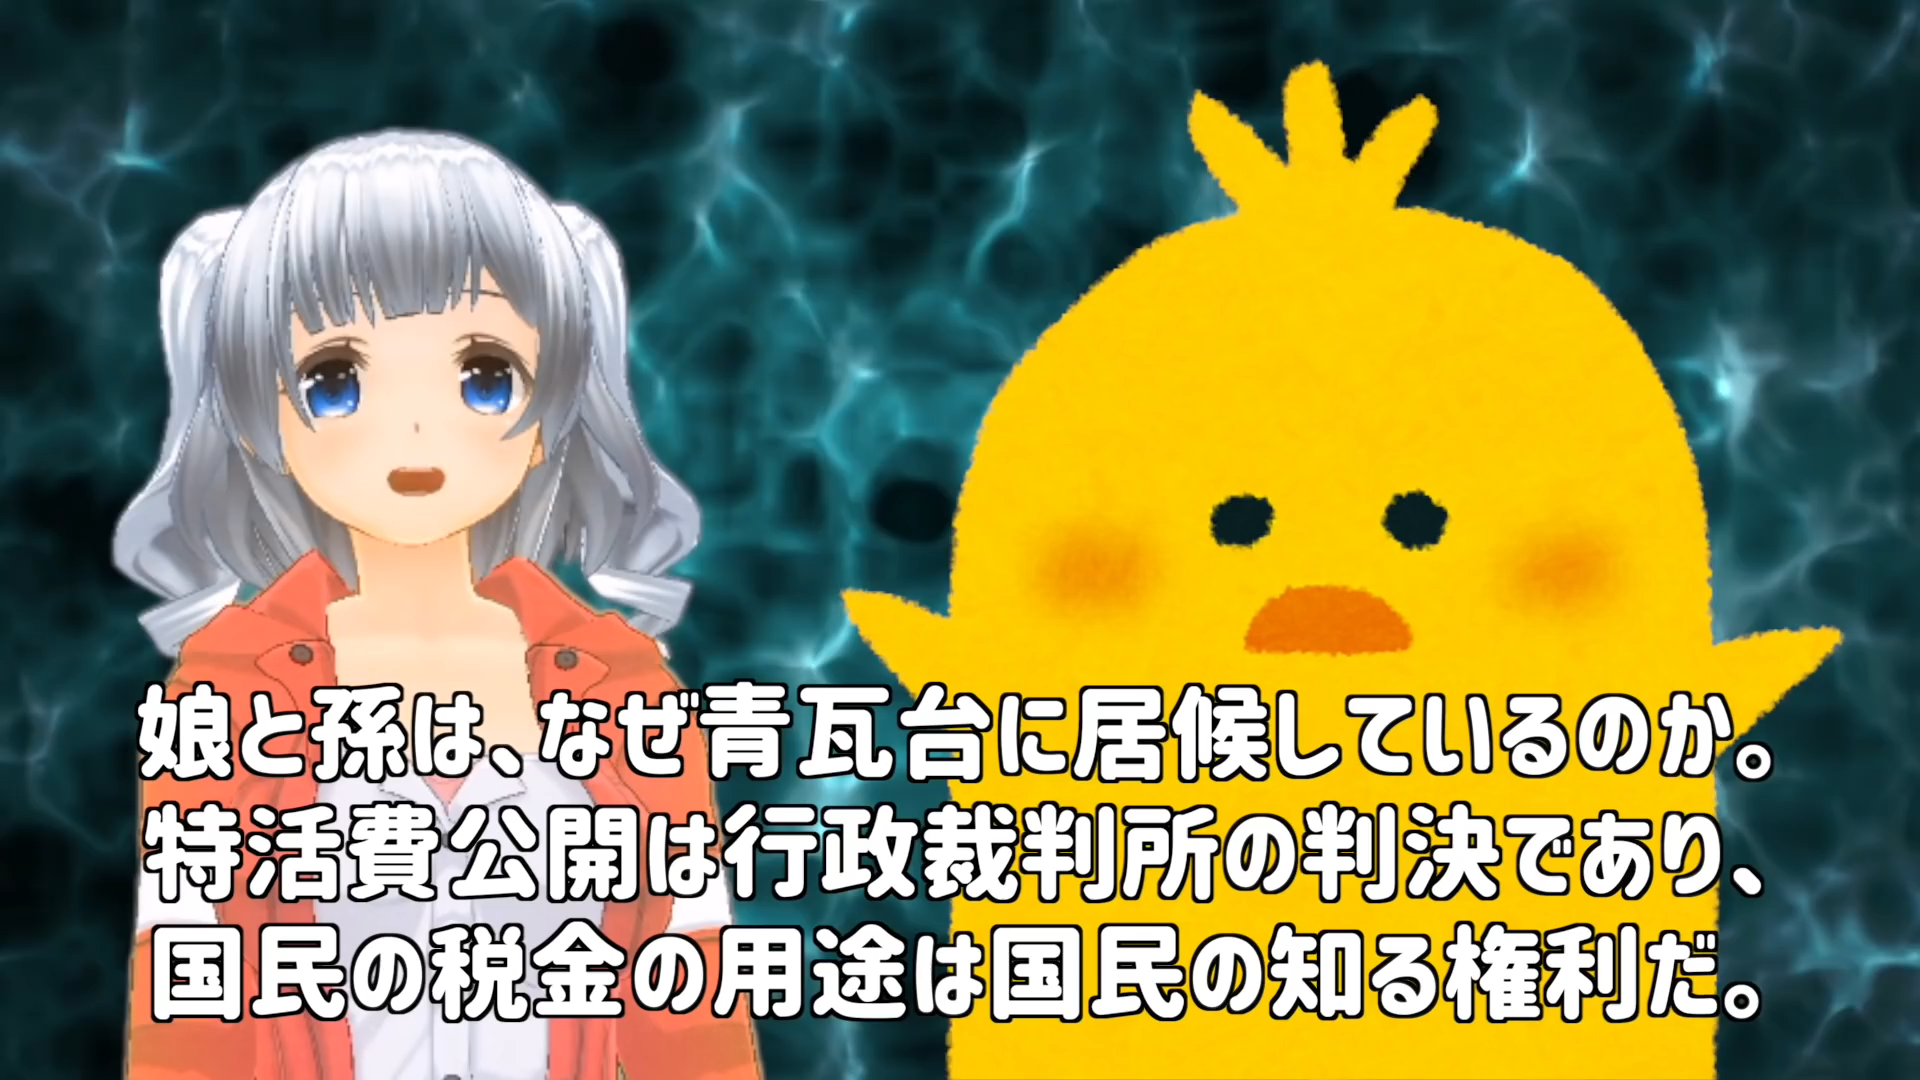 娘と孫は、なぜ青瓦台に居候しているのか。
特活費公開は行政裁判所の判決であり、
国民の税金の用途は国民の知る権利だ。